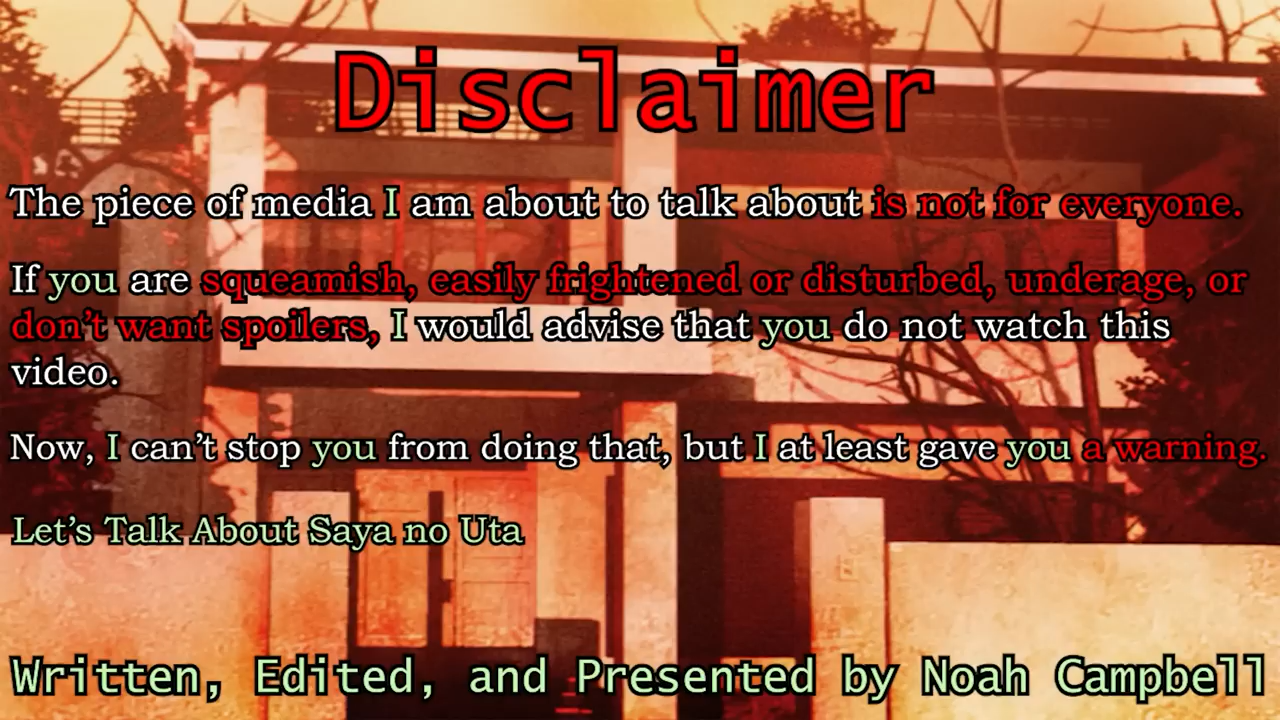 Disclaimer
The piece of media I am about to talk about is not for everyone.
If you are squeamish, easily frightened or disturbed, underage, or
don't want spoilers, I would advise that you do not watch this
video.
Now, I can't stop you from doing that, but I at least gave you a warning.
Let's Talk About Saya no Uta
Written, Edited, and Presented by Noah Campbell